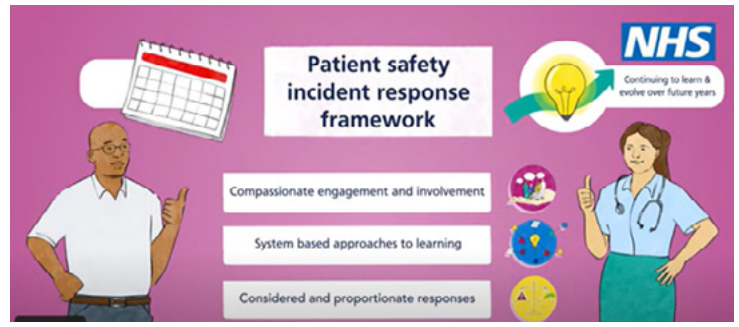 Patient safety
incident response
framework
NHS
Continuing to learn &
evolve over future years
Compassionate engagement and involvement
System based approaches to learning
Considered and proportionate responses